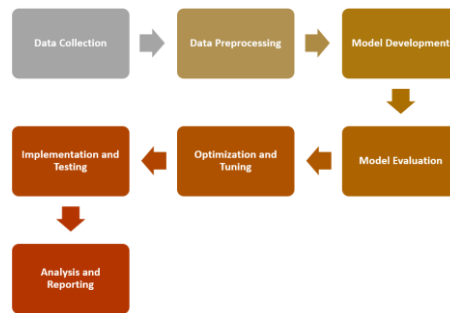 Data Collection
Data Preprocessing
Model Development
Model Evaluation
Optimization and
Tuning
Implementation and
Testing
Analysis and
Reporting